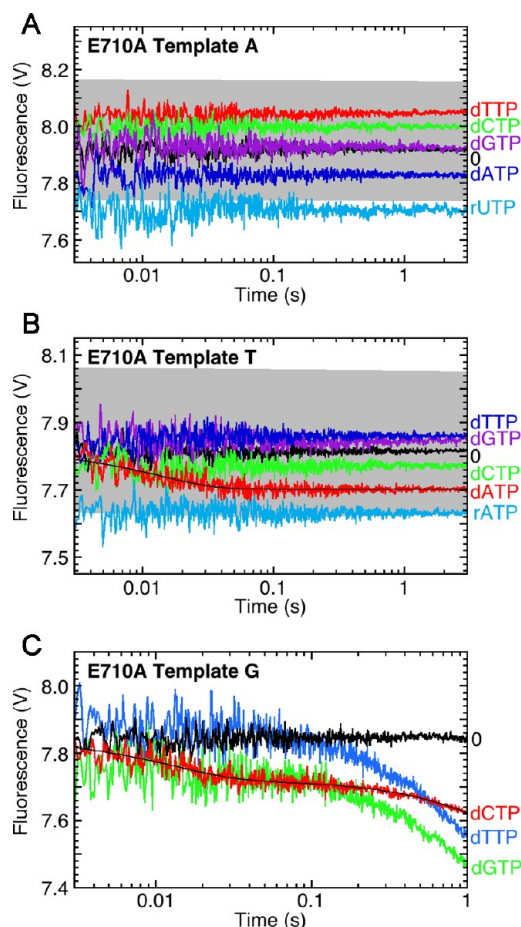 A
E710A Template A
Fluorescence (V)
8.2
8.0
7.8
7.6
dTTP
dCTP
dGTP
0
dATP
rUTP
0.01
0.1
1
Time (s)
B
E710A Template T
Fluorescence (V)
8.1
7.9
7.7
7.5
dTTP
dGTP
0
dCTP
dATP
rATP
0.01
0.1
1
Time (s)
C
E710A Template G
Fluorescence (V)
8.0
7.8
7.6
7.4
0
dCTP
dTTP
dGTP
0.01
0.1
1
Time (s)